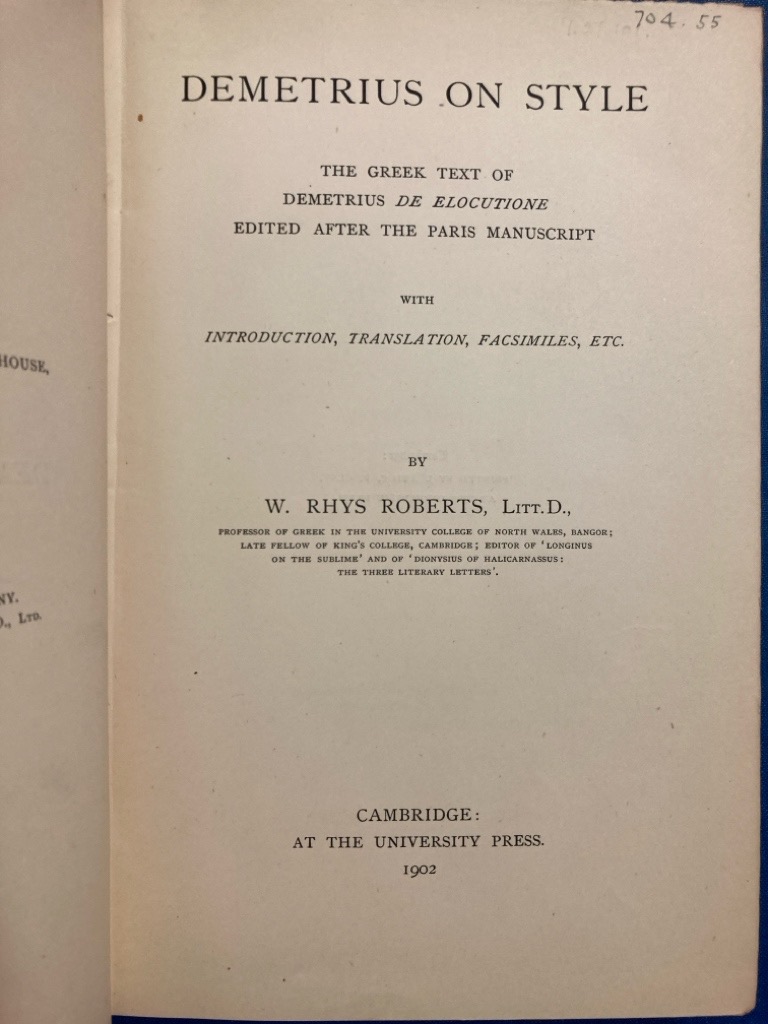 704.55
DEMETRIUS ON STYLE
THE GREEK TEXT OF
DEMETRIUS DE ELOCUTIONE
EDITED AFTER THE PARIS MANUSCRIPT
WITH
INTRODUCTION, TRANSLATION, FACSIMILES, ETC.
BY
W. RHYS ROBERTS, LITT.D.,
PROFESSOR OF GREEK IN THE UNIVERSITY COLLEGE OF NORTH WALES, BANGOR;
LATE FELLOW OF KING'S COLLEGE, CAMBRIDGE; EDITOR OF 'LONGINUS
ON THE SUBLIME' AND OF 'DIONYSIUS OF HALICARNASSUS:
THE THREE LITERARY LETTERS'.
CAMBRIDGE:
AT THE UNIVERSITY PRESS.
1902
HOUSE,
NY.
., LTD.